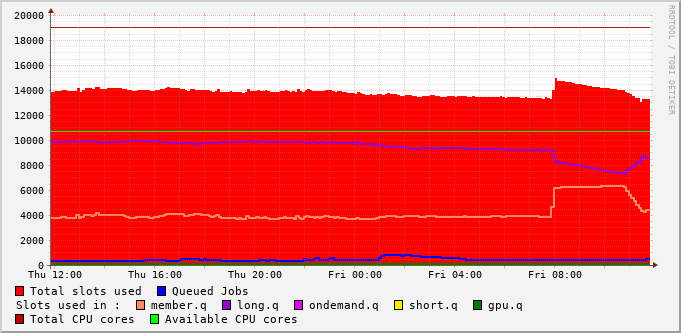 20000
18000
16000
14000
12000
10000
8000
6000
4000
2000
0
Thu 12:00 Thu 16:00 Thu 20:00 Fri 00:00 Fri 04:00 Fri 08:00
Total slots used Queued Jobs
Slots used in : member.q long.q ondemand.q short.q gpu.q
Total CPU cores Available CPU cores
RRDTOOL / TOBI OETIKER